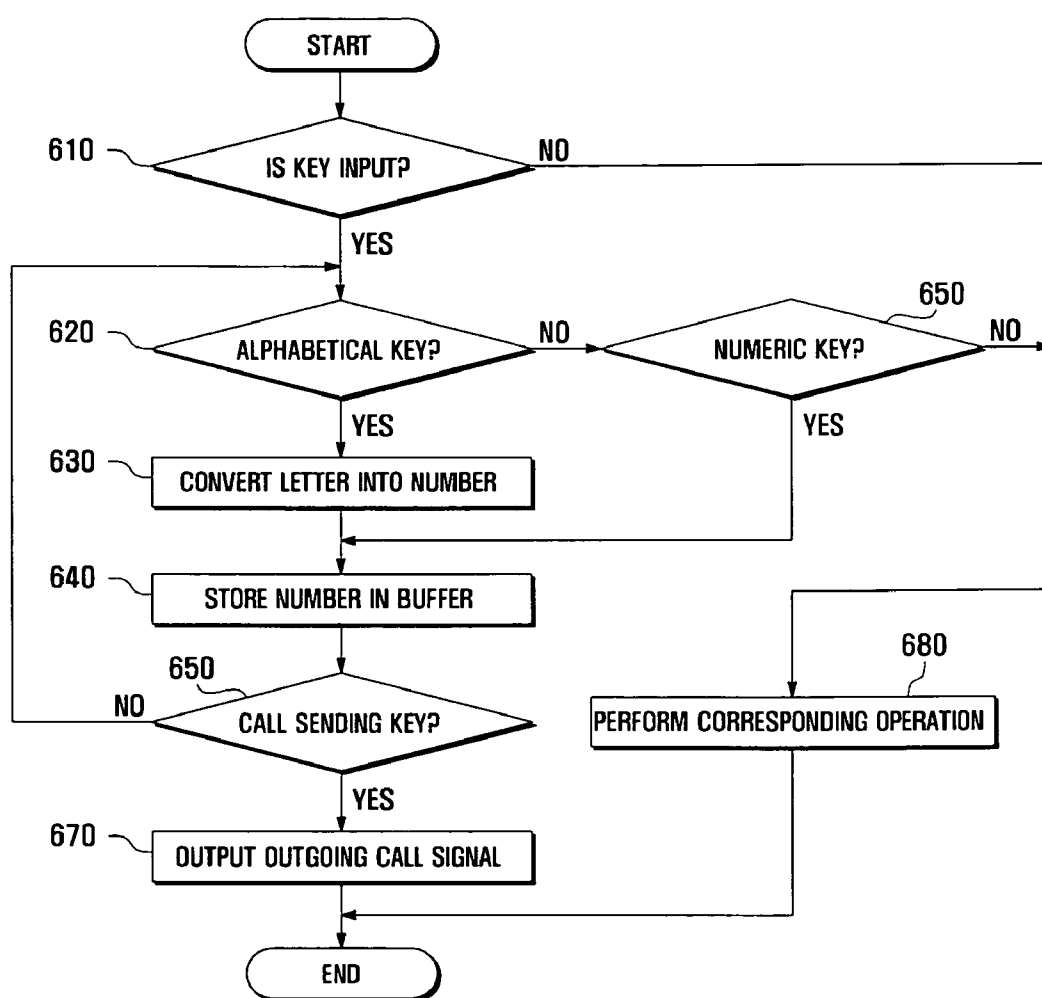 START
610
IS KEY INPUT?
NO
YES
620
ALPHABETICAL KEY?
NO
650
NUMERIC KEY?
NO
YES
YES
630
CONVERT LETTER INTO NUMBER
640
STORE NUMBER IN BUFFER
650
NO
CALL SENDING KEY?
680
PERFORM CORRESPONDING OPERATION
YES
670
OUTPUT OUTGOING CALL SIGNAL
END